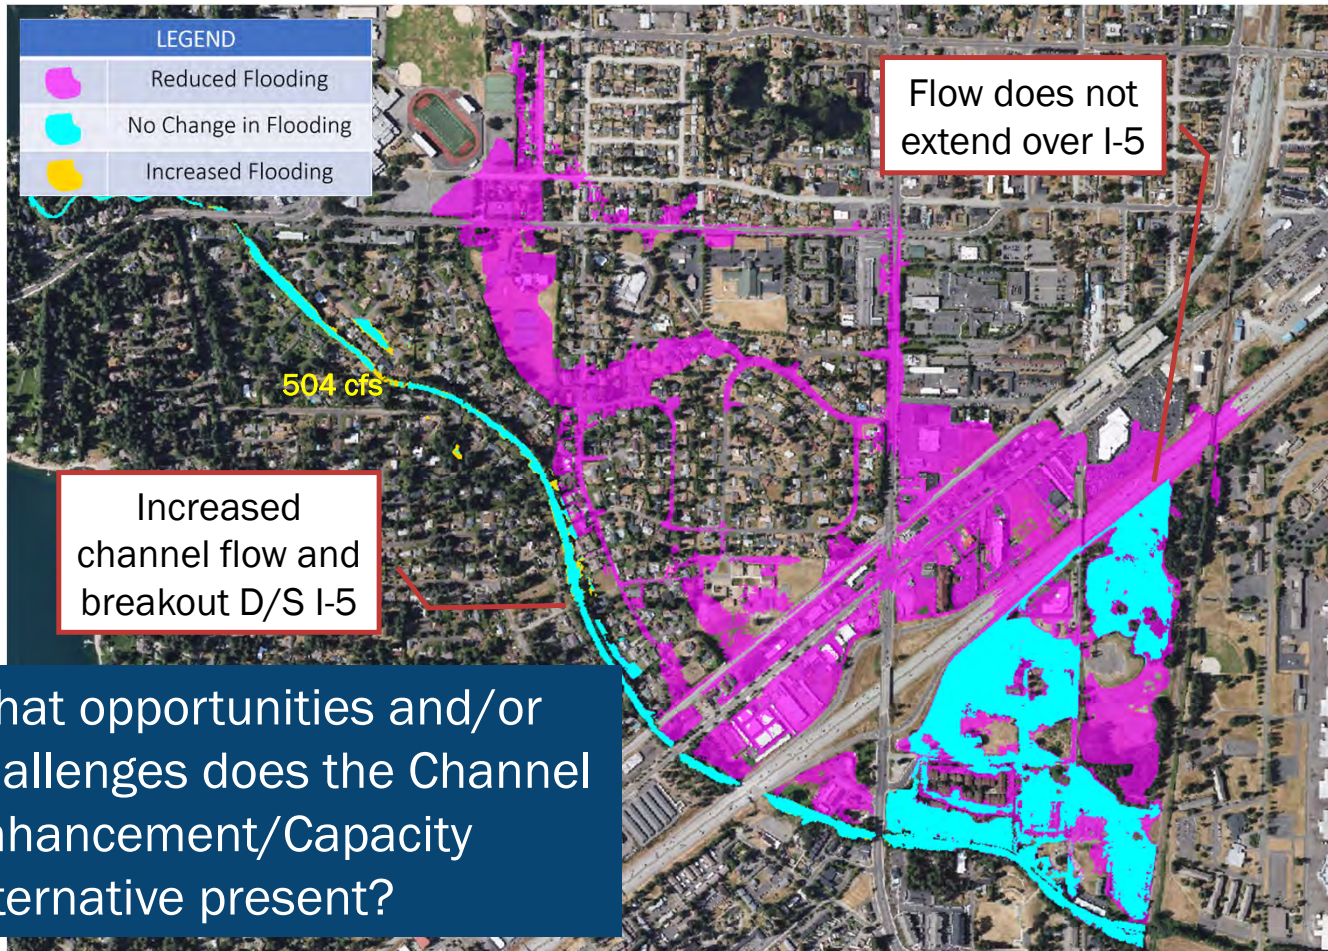 LEGEND
Reduced Flooding
No Change in Flooding
Increased Flooding
Flow does not
extend over I-5
504 cfs
Increased
channel flow and
breakout D/S I-5
hat opportunities and/or
allenges does the Channel
nhancement/Capacity
ternative present?